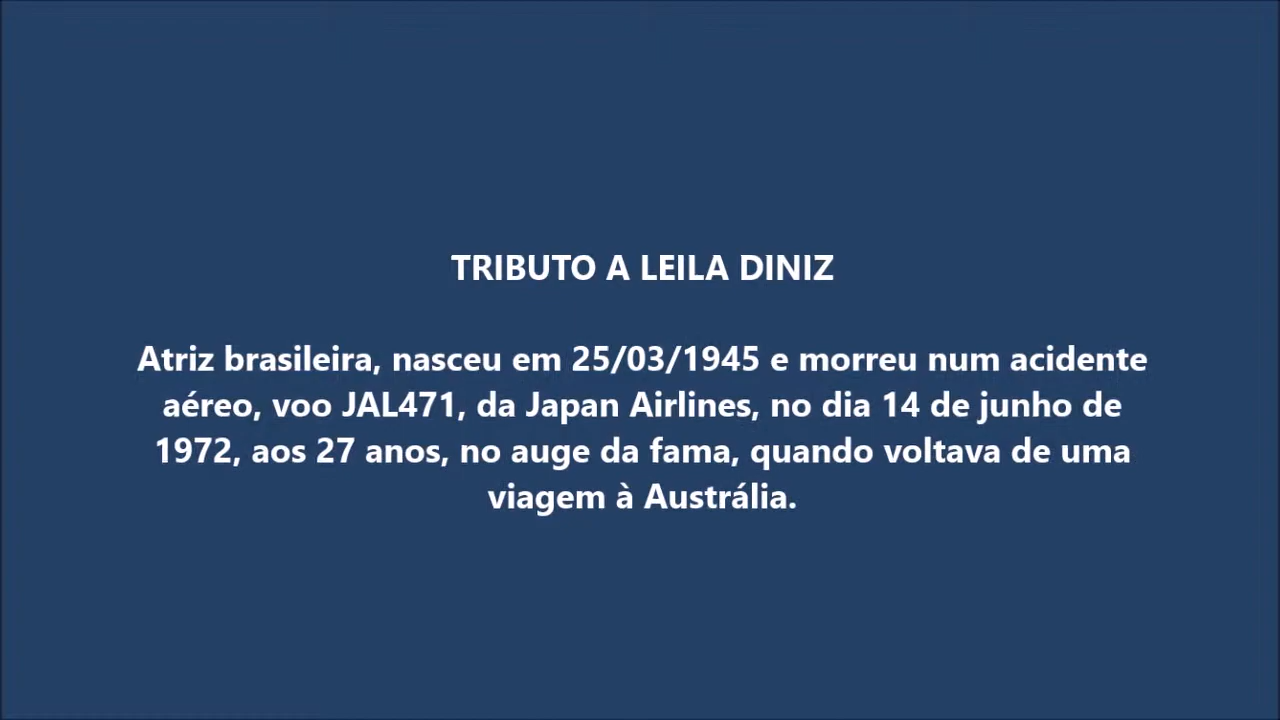 TRIBUTO A LEILA DINIZ
Atriz brasileira, nasceu em 25/03/1945 e morreu num acidente
aéreo, voo JAL471, da Japan Airlines, no dia 14 de junho de
1972, aos 27 anos, no auge da fama, quando voltava de uma
viagem à Austrália.